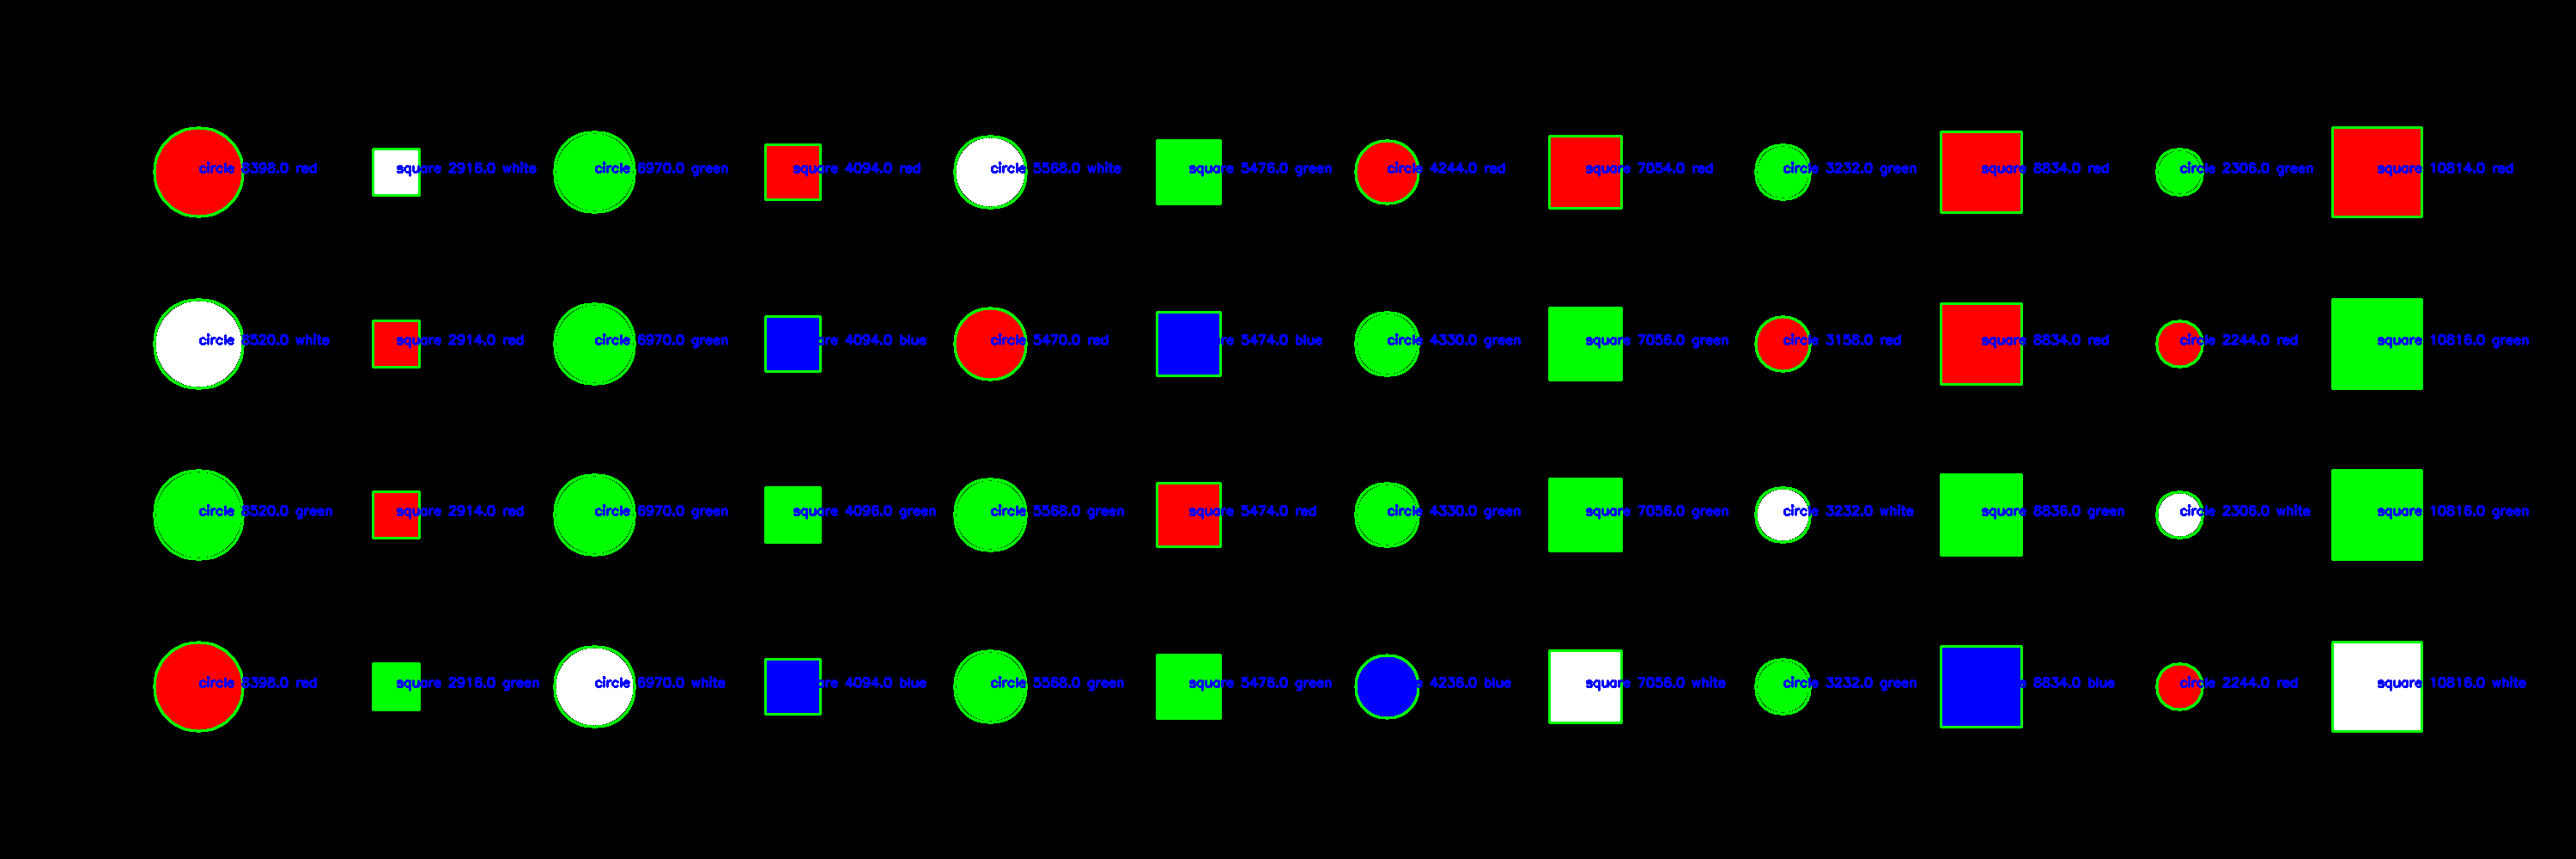 circle 8398.0 red square 2916.0 white circle 6970.0 green square 4094.0 red circle 5568.0 white square 5476.0 green circle 4244.0 red square 7054.0 red circle 3232.0 green square 8834.0 red circle 2306.0 green square 10814.0 red
circle 8520.0 white square 2914.0 red circle 6970.0 green 4094.0 blue circle 5470.0 red 5474.0 blue circle 4330.0 green square 7056.0 green circle 3158.0 red square 8834.0 red circle 2244.0 red square 10816.0 green
circle 8520.0 green square 2914.0 red circle 6970.0 green square 4096.0 green circle 5568.0 green square 5474.0 red circle 4330.0 green square 7056.0 green circle 3232.0 white square 8836.0 green circle 2306.0 white square 10816.0 green
circle 8398.0 red square 2916.0 green circle 6970.0 white 4094.0 blue circle 5568.0 green square 5476.0 green 4236.0 blue square 7056.0 white circle 3232.0 green 8834.0 blue circle 2244.0 red square 10816.0 white